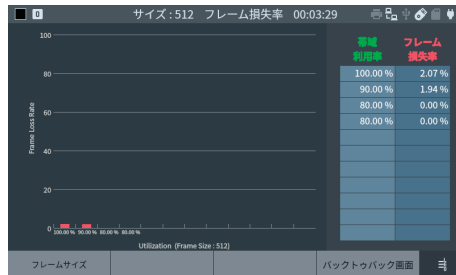 0 サイズ : 512 フレーム損失率 00:03:29
100
80
60
40
20
0
Frame Loss Rate
100.00 % 90.00 % 80.00 % 80.00 %
Utilization (Frame Size : 512)
帯域 フレーム
利用率 損失率
100.00 % 2.07 %
90.00 % 1.94 %
80.00 % 0.00 %
80.00 % 0.00 %
フレームサイズ バックトゥバック画面